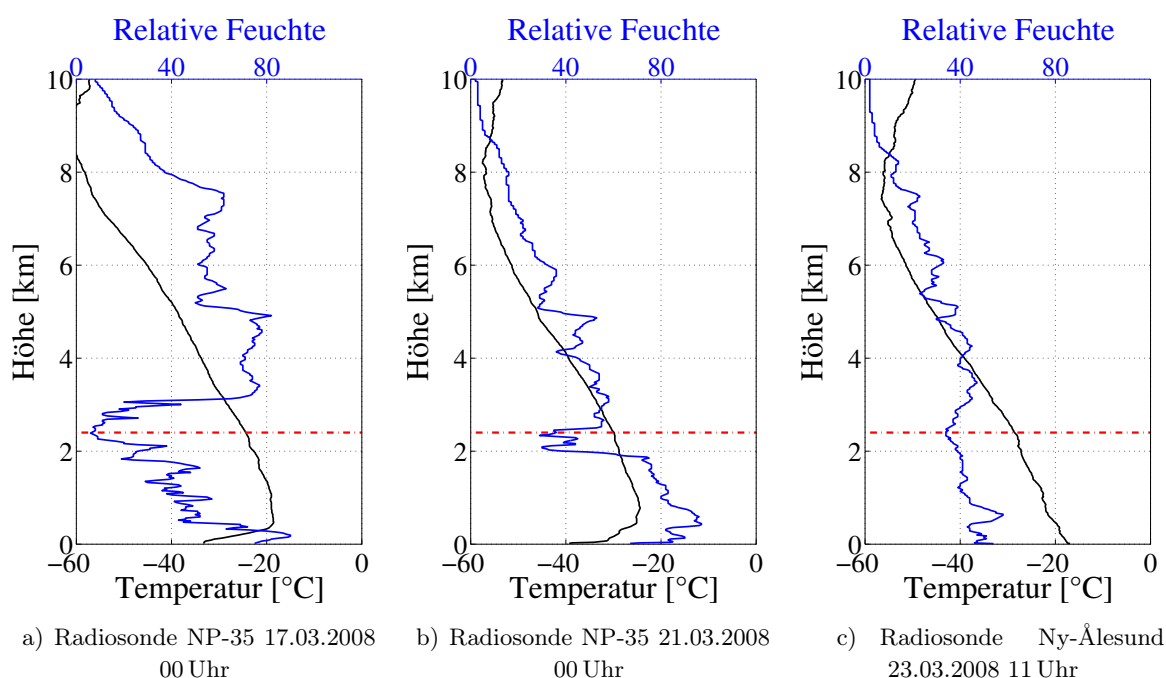 Relative Feuchte
0 40 80
10
8
6
4
2
0
Höhe [km]
−60 −40 −20 0
Temperatur [°C]
a) Radiosonde NP-35 17.03.2008
00 Uhr
Relative Feuchte
0 40 80
10
8
6
4
2
0
Höhe [km]
−60 −40 −20 0
Temperatur [°C]
b) Radiosonde NP-35 21.03.2008
00 Uhr
Relative Feuchte
0 40 80
10
8
6
4
2
0
Höhe [km]
−60 −40 −20 0
Temperatur [°C]
c) Radiosonde Ny-Ålesund
23.03.2008 11 Uhr